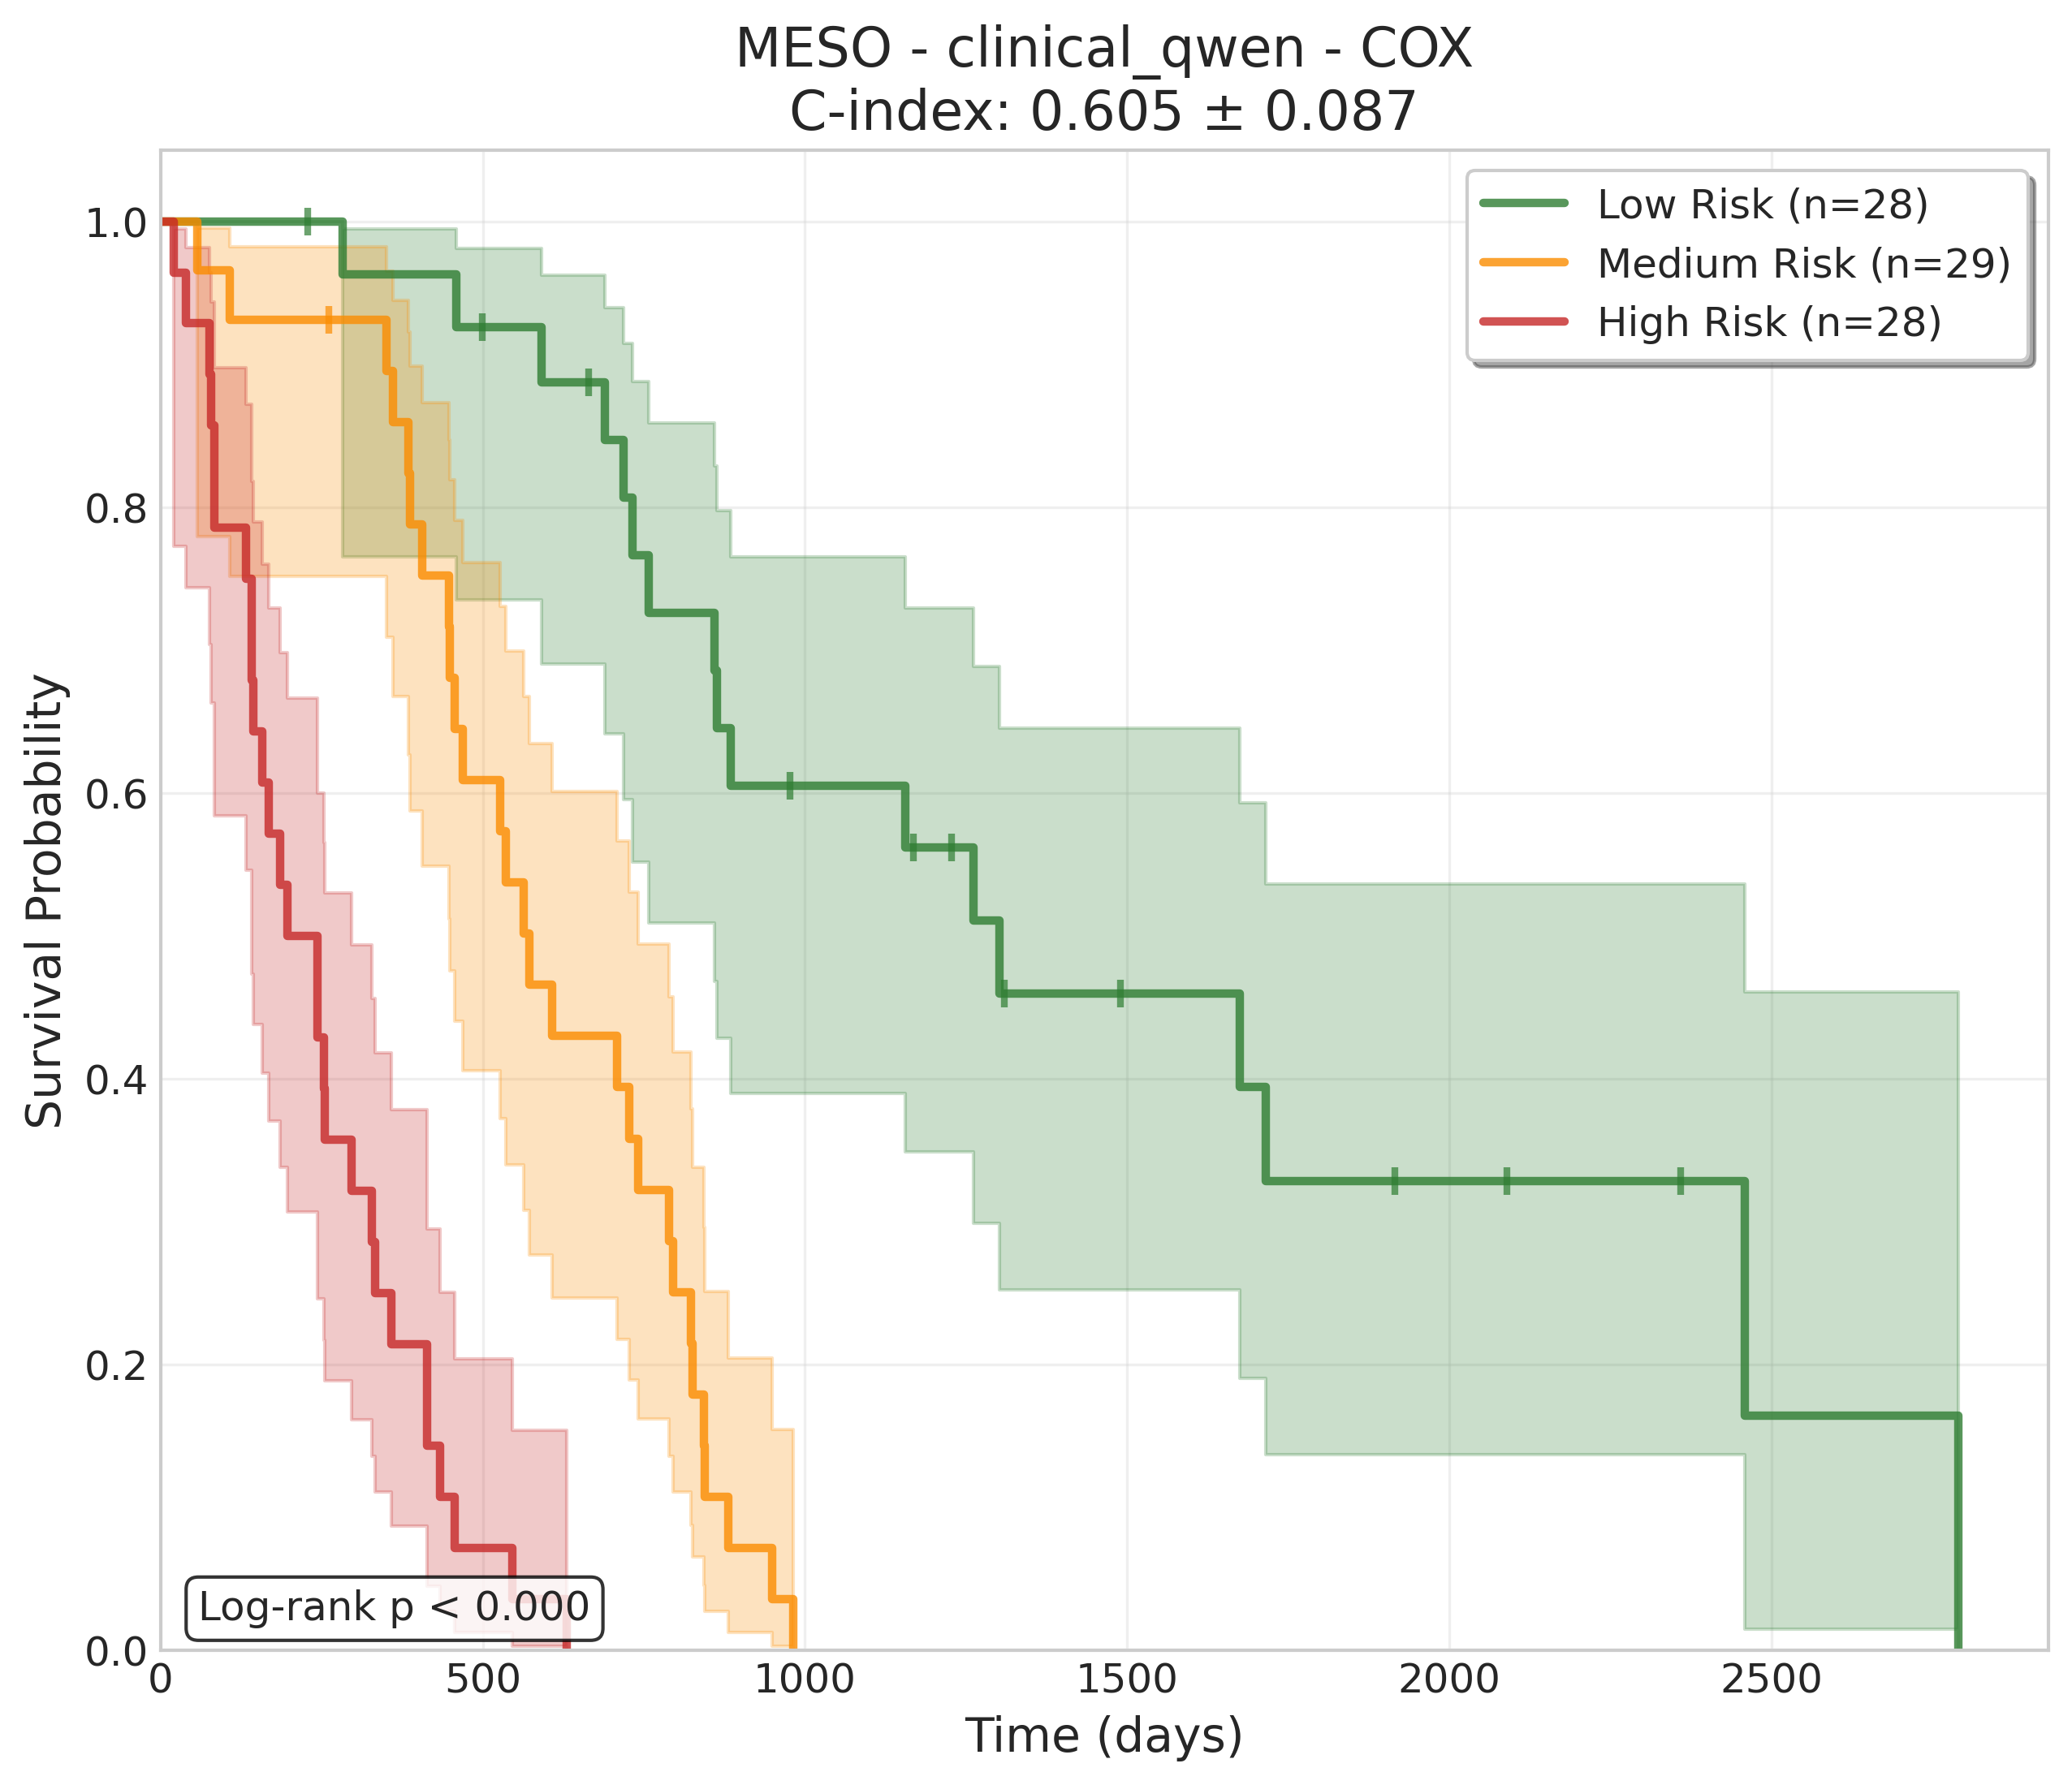 MESO - clinical_qwen - COX
C-index: 0.605 ± 0.087
Low Risk (n=28)
Medium Risk (n=29)
High Risk (n=28)
Survival Probability
1.0
0.8
0.6
0.4
0.2
0.0
Log-rank p < 0.000
0 500 1000 1500 2000 2500
Time (days)